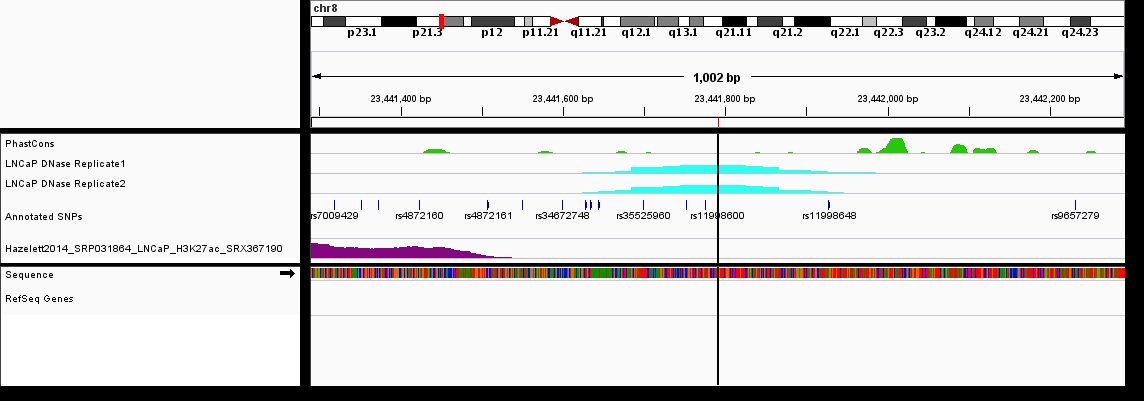 chr8
p23.1 p21.3 p12 p11.21 q11.21 q12.1 q13.1 q21.11 q21.2 q22.1 q22.3 q23.2 q24.12 q24.21 q24.23
1,002 bp
23,441,400 bp 23,441,600 bp 23,441,800 bp 23,442,000 bp 23,442,200 bp
PhastCons
LNCaP DNase Replicate1
LNCaP DNase Replicate2
Annotated SNPs
rs7009429 rs4872160 rs4872161 rs34672748 rs35525960 rs11998600 rs11998648 rs9657279
Hazelett2014_SRP031864_LNCaP_H3K27ac_SRX367190
Sequence
RefSeq Genes